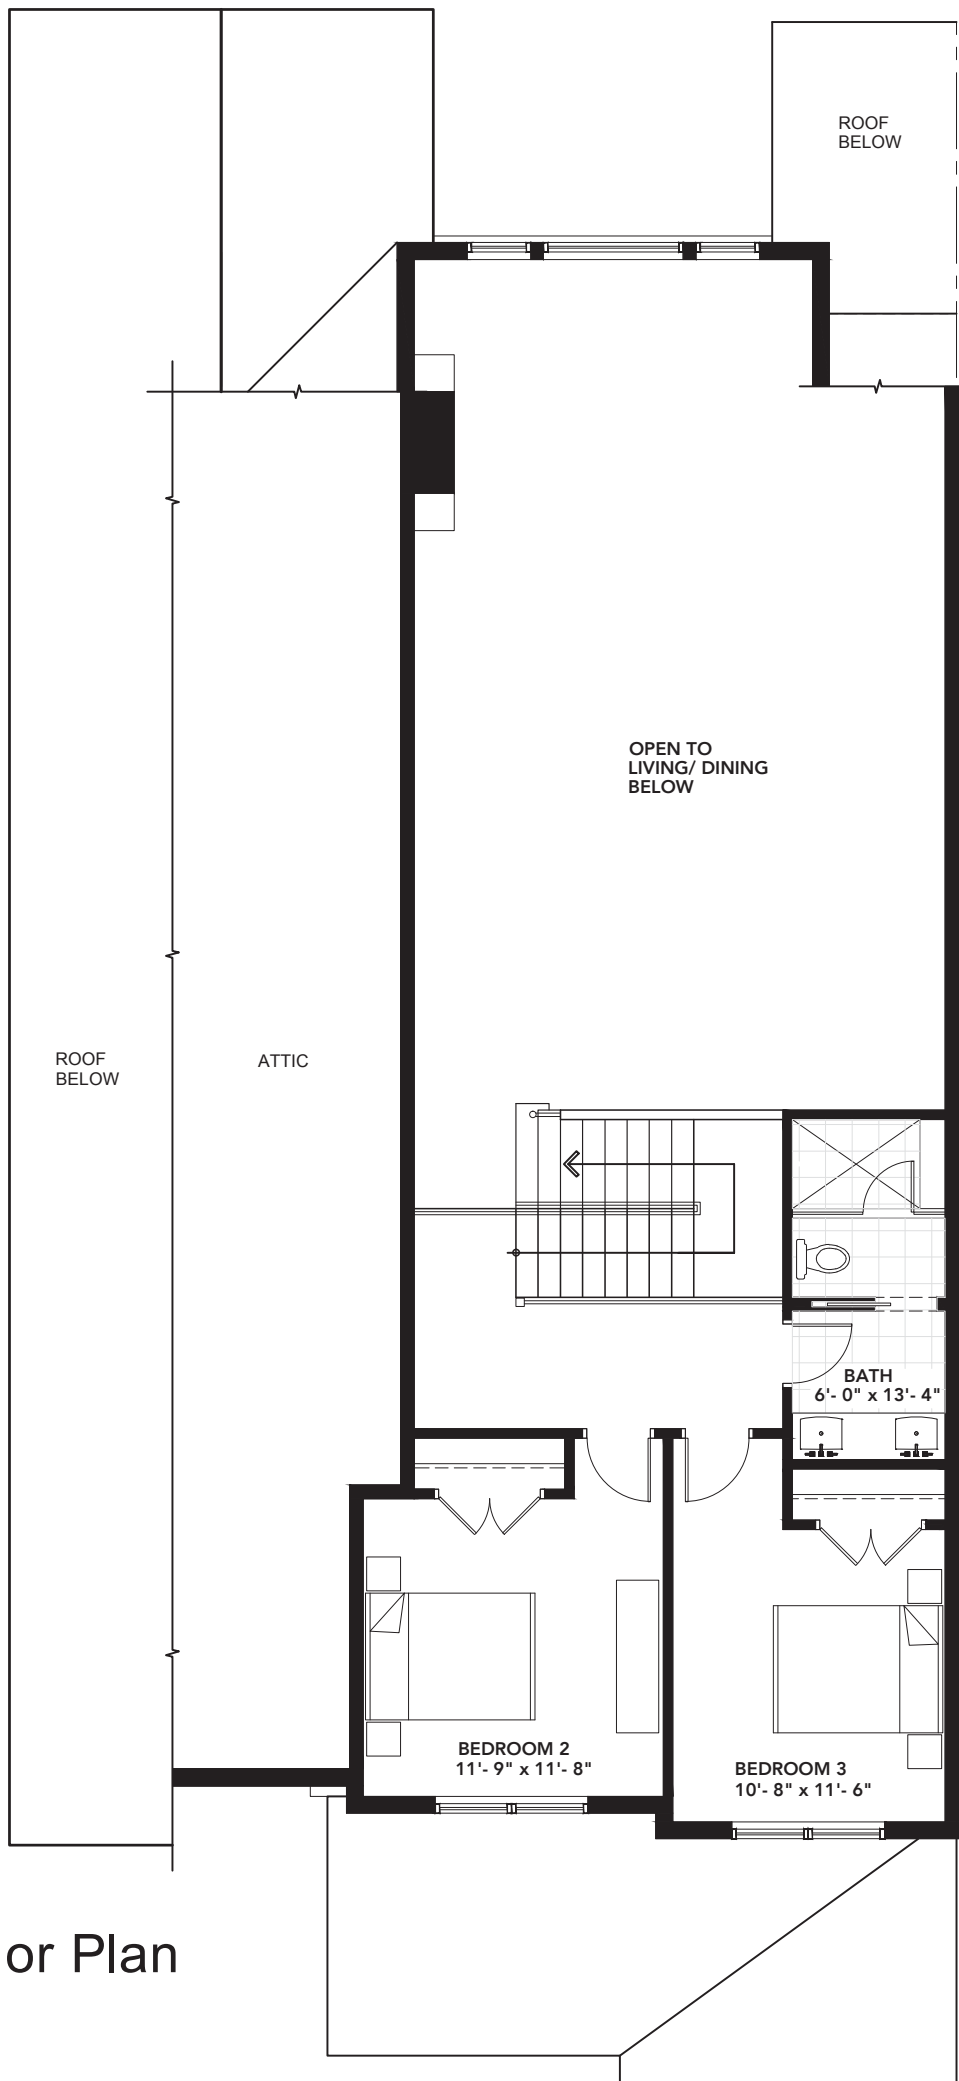 ROOF
BELOW
OPEN TO
LIVING/ DINING
BELOW
ROOF
BELOW
ATTIC
BATH
6'- 0" x 13'- 4"
BEDROOM 2
11'- 9" x 11'- 8"
BEDROOM 3
10'- 8" x 11'- 6"
or Plan